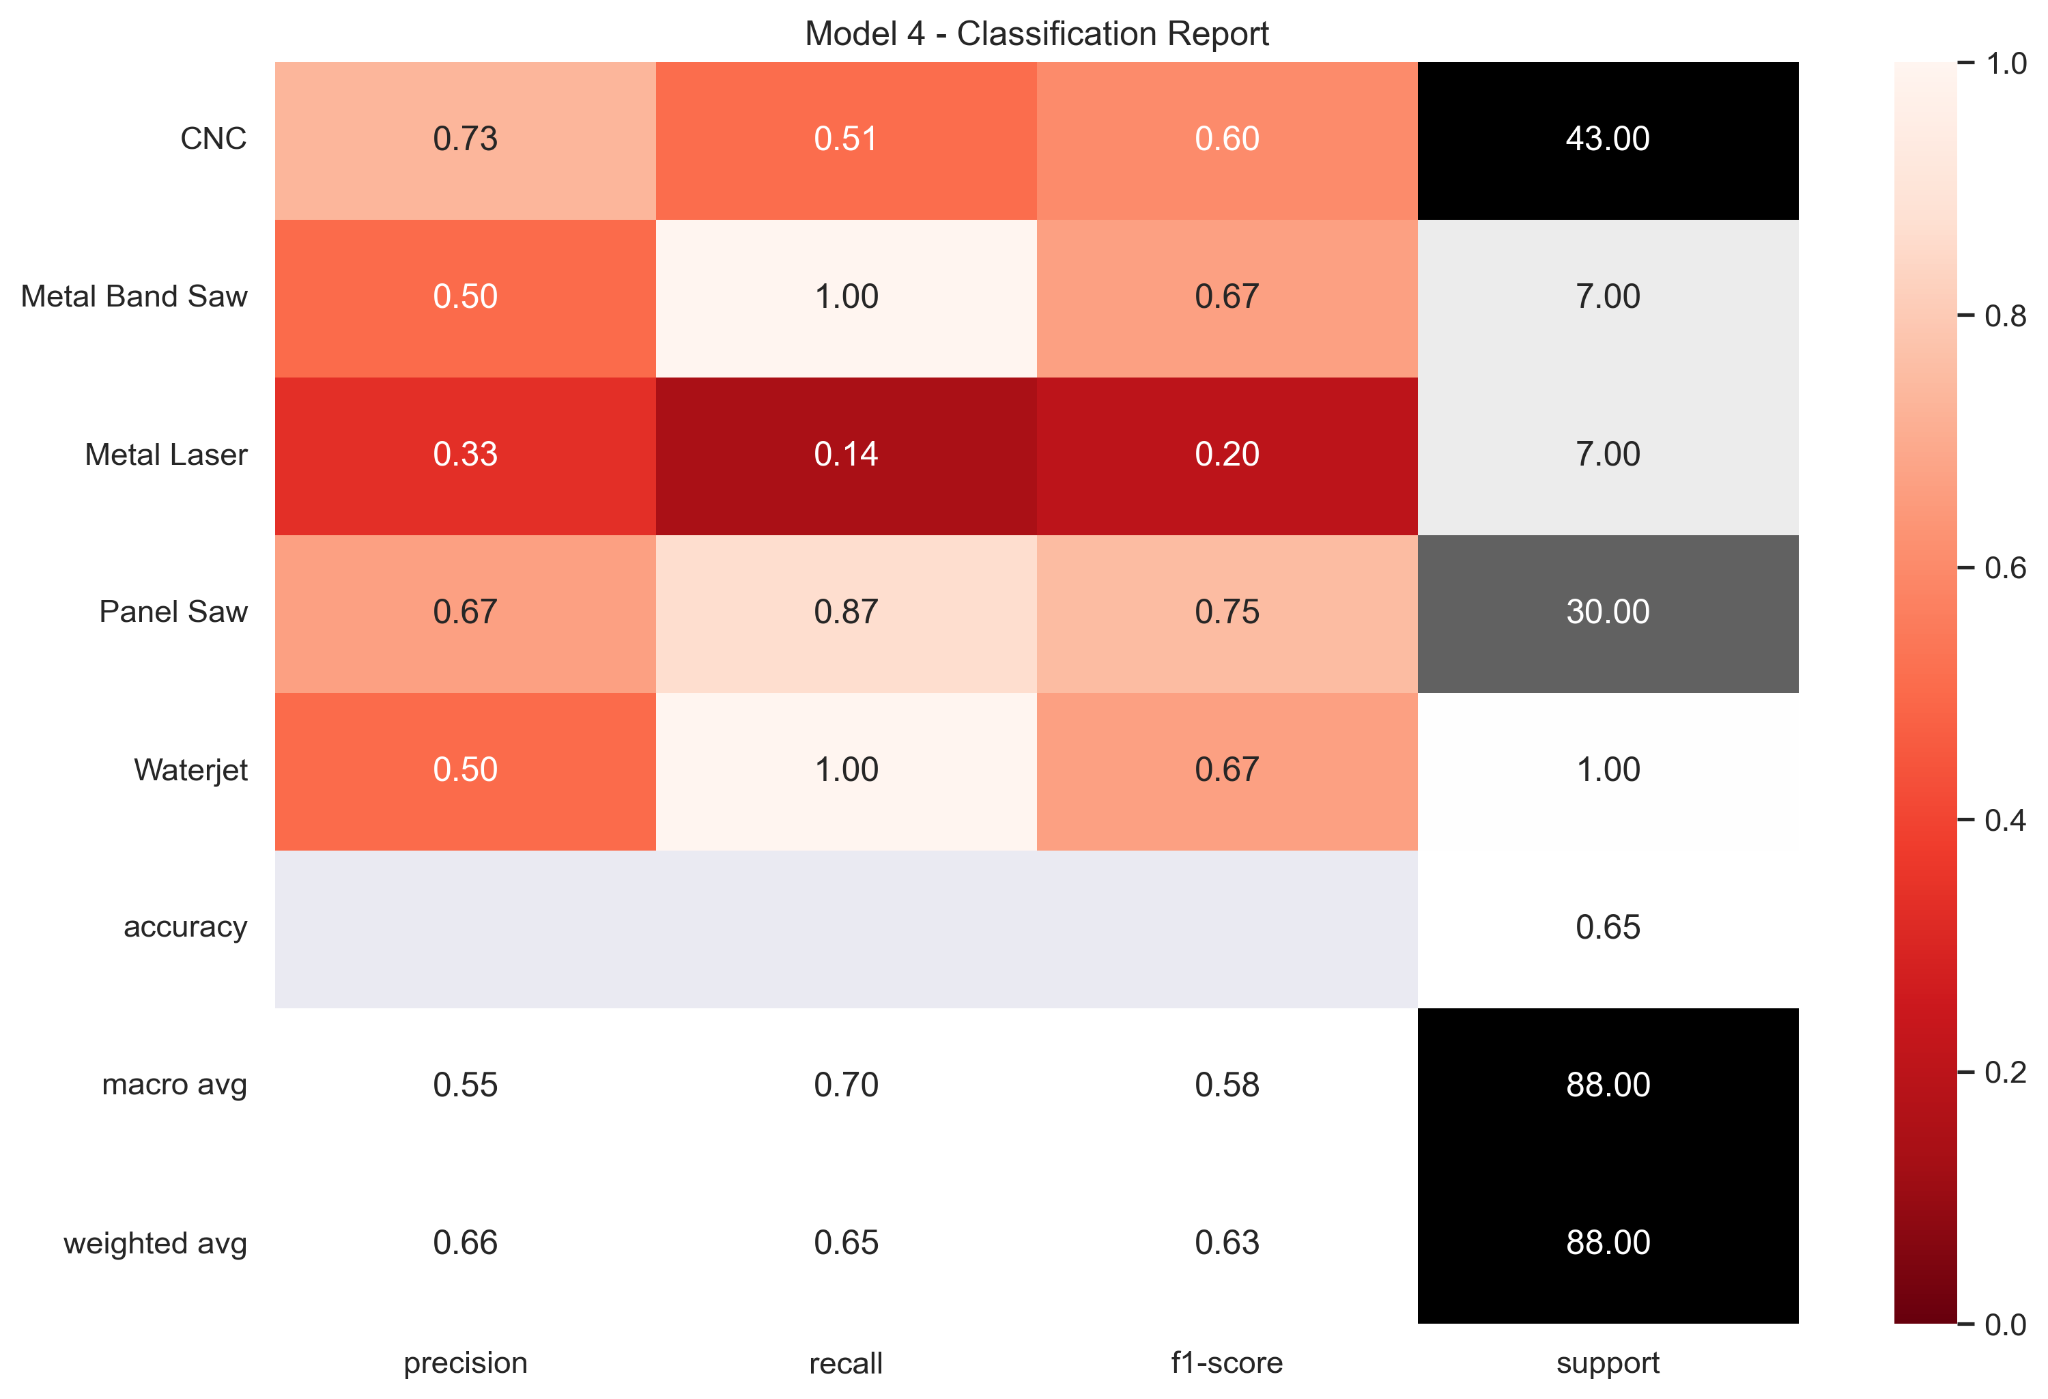 Model 4 - Classification Report
CNC 0.73 0.51 0.60 43.00
Metal Band Saw 0.50 1.00 0.67 7.00
Metal Laser 0.33 0.14 0.20 7.00
Panel Saw 0.67 0.87 0.75 30.00
Waterjet 0.50 1.00 0.67 1.00
accuracy 0.65
macro avg 0.55 0.70 0.58 88.00
weighted avg 0.66 0.65 0.63 88.00
precision recall f1-score support
1.0
0.8
0.6
0.4
0.2
0.0